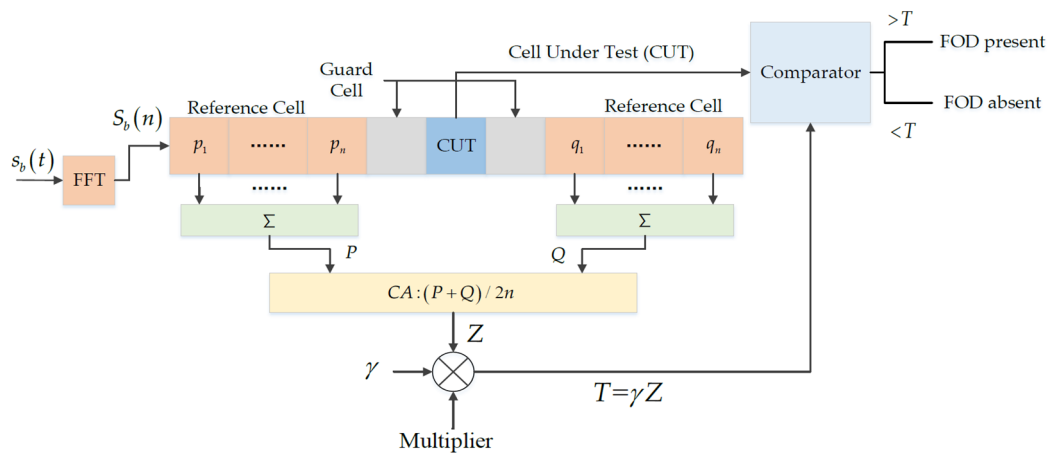 >T
Cell Under Test (CUT)
FOD present
Guard
Cell
Comparator
Reference Cell
Reference Cell
S_b(n)
FOD absent
<T
s_b(t)
FFT
p_1
......
p_n
CUT
q_1
......
q_n
......
......
Σ
Σ
P
Q
CA:(P+Q)/2n
Z
γ
T=γZ
Multiplier